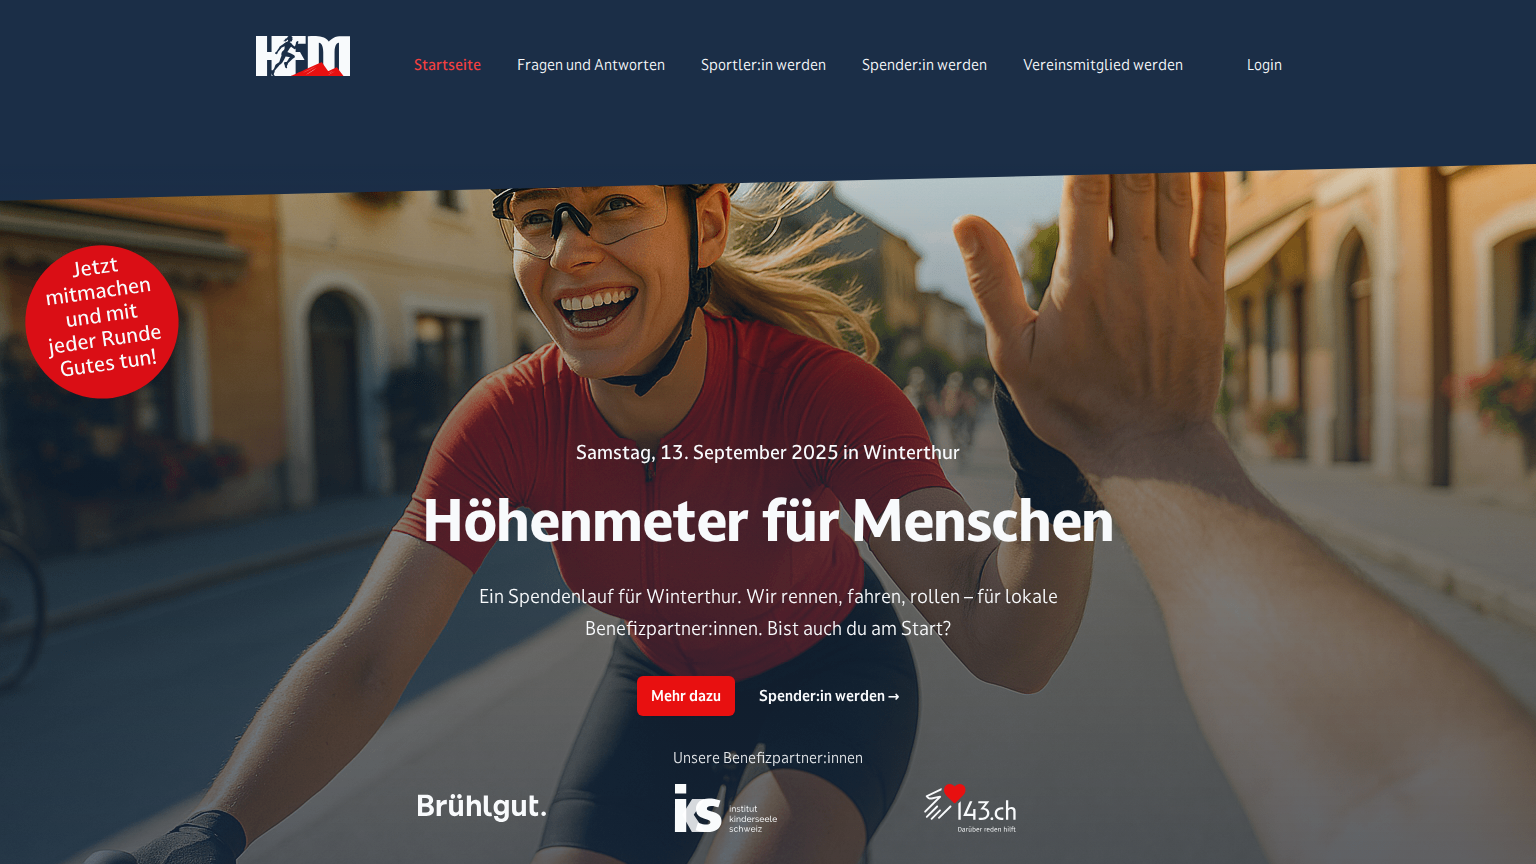 HFM
Startseite
Fragen und Antworten
Sportler:in werden
Spender:in werden
Vereinsmitglied werden
Login
Jetzt
mitmachen
und mit
jeder Runde
Gutes tun!
Samstag, 13. September 2025 in Winterthur
Höhenmeter für Menschen
Ein Spendenlauf für Winterthur. Wir rennen, fahren, rollen – für lokale
Benefizpartner:innen. Bist auch du am Start?
Mehr dazu
Spender:in werden →
Unsere Benefizpartner:innen
Brühlgut.
iks
institut
kinderseele
schweiz
143.ch
Darüber reden hilft